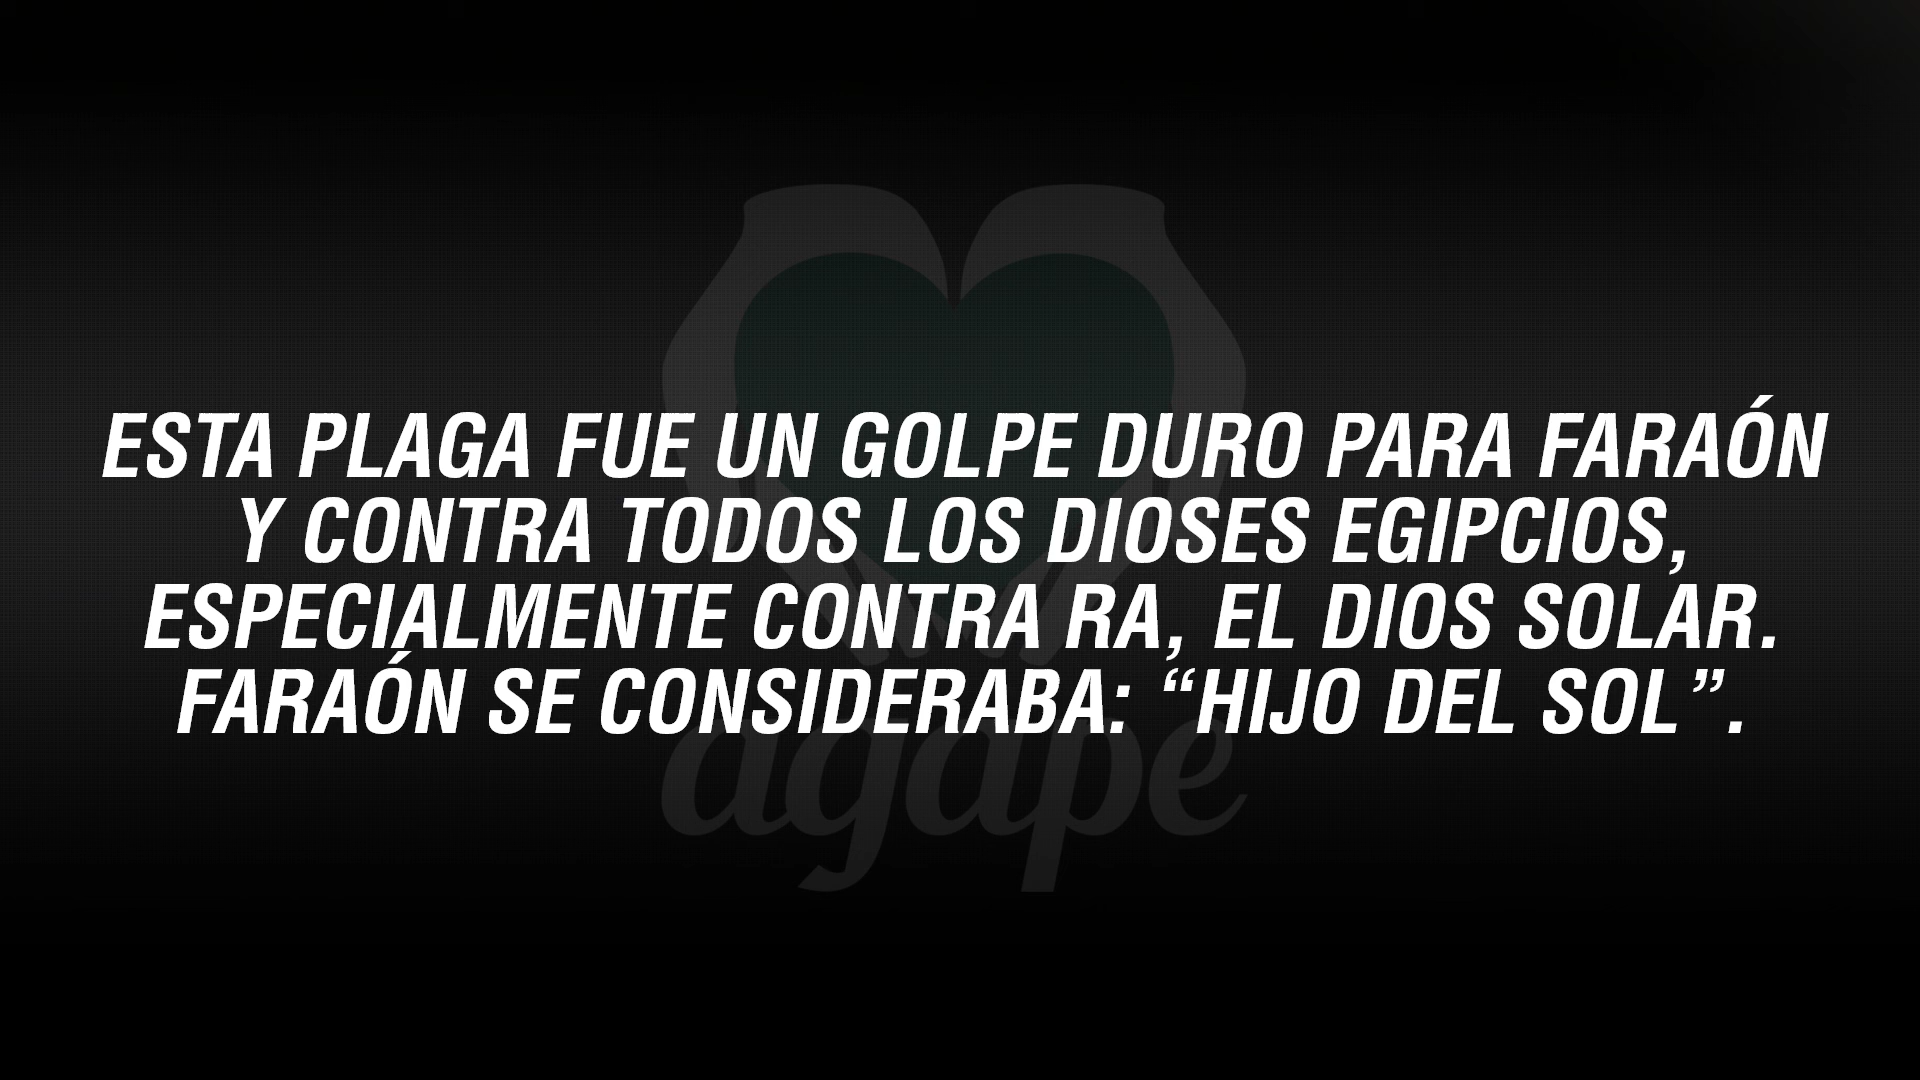 ESTA PLAGA FUE UN GOLPE DURO PARA FARAÓN
Y CONTRA TODOS LOS DIOSES EGIPCIOS,
ESPECIALMENTE CONTRA RA, EL DIOS SOLAR.
FARAÓN SE CONSIDERABA: “HIJO DEL SOL”.
agape